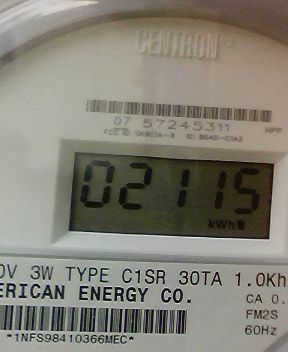 CENTRON
07 57245311
HPP
02115
kWh
0V 3W TYPE C1SR 30TA 1.0Kh
ERICAN ENERGY CO.
CA 0.
FM2S
60Hz
*1NFS98410366MEC*